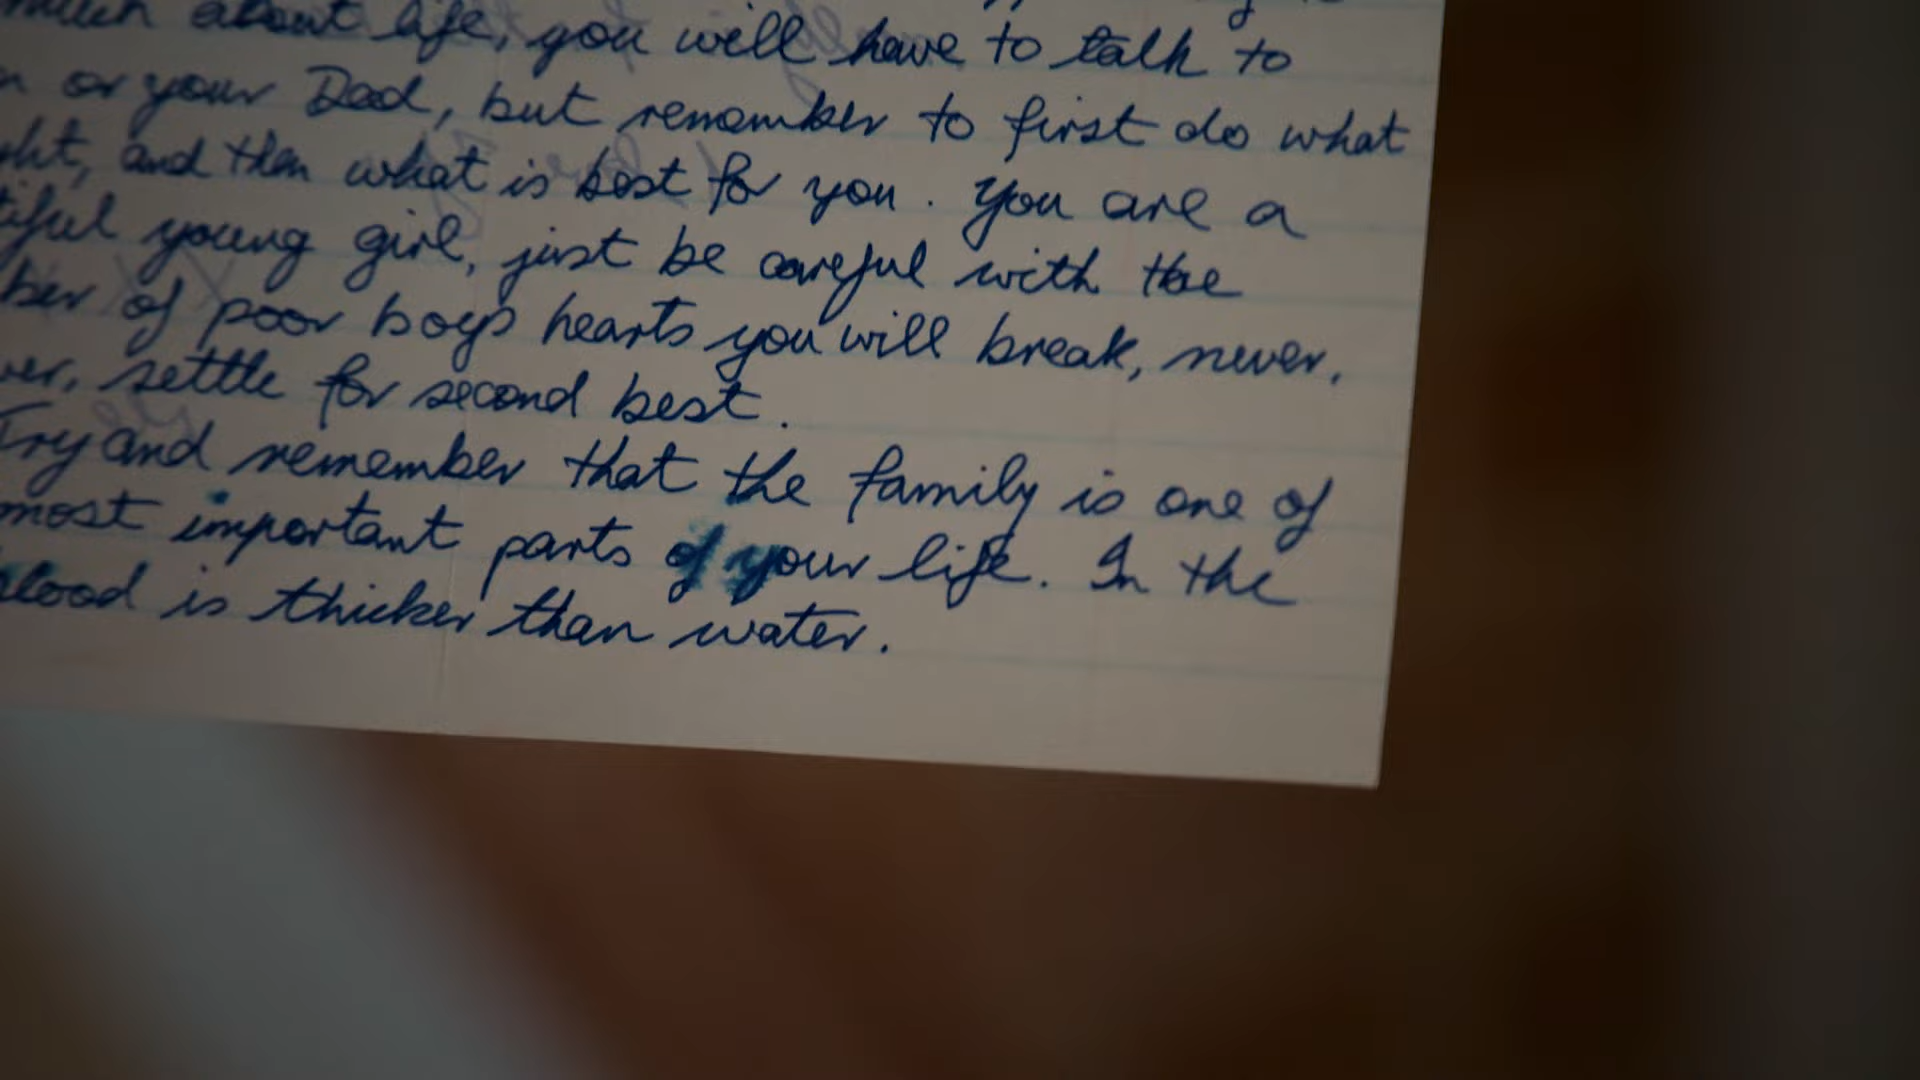 much about life, you will have to talk to
or your Dad, but remember to first do what
and then what is best for you. You are a
young girl, just be careful with the
of poor boys hearts you will break, never,
settle for second best.
Try and remember that the family is one of
most important parts of your life. In the
blood is thicker than water.